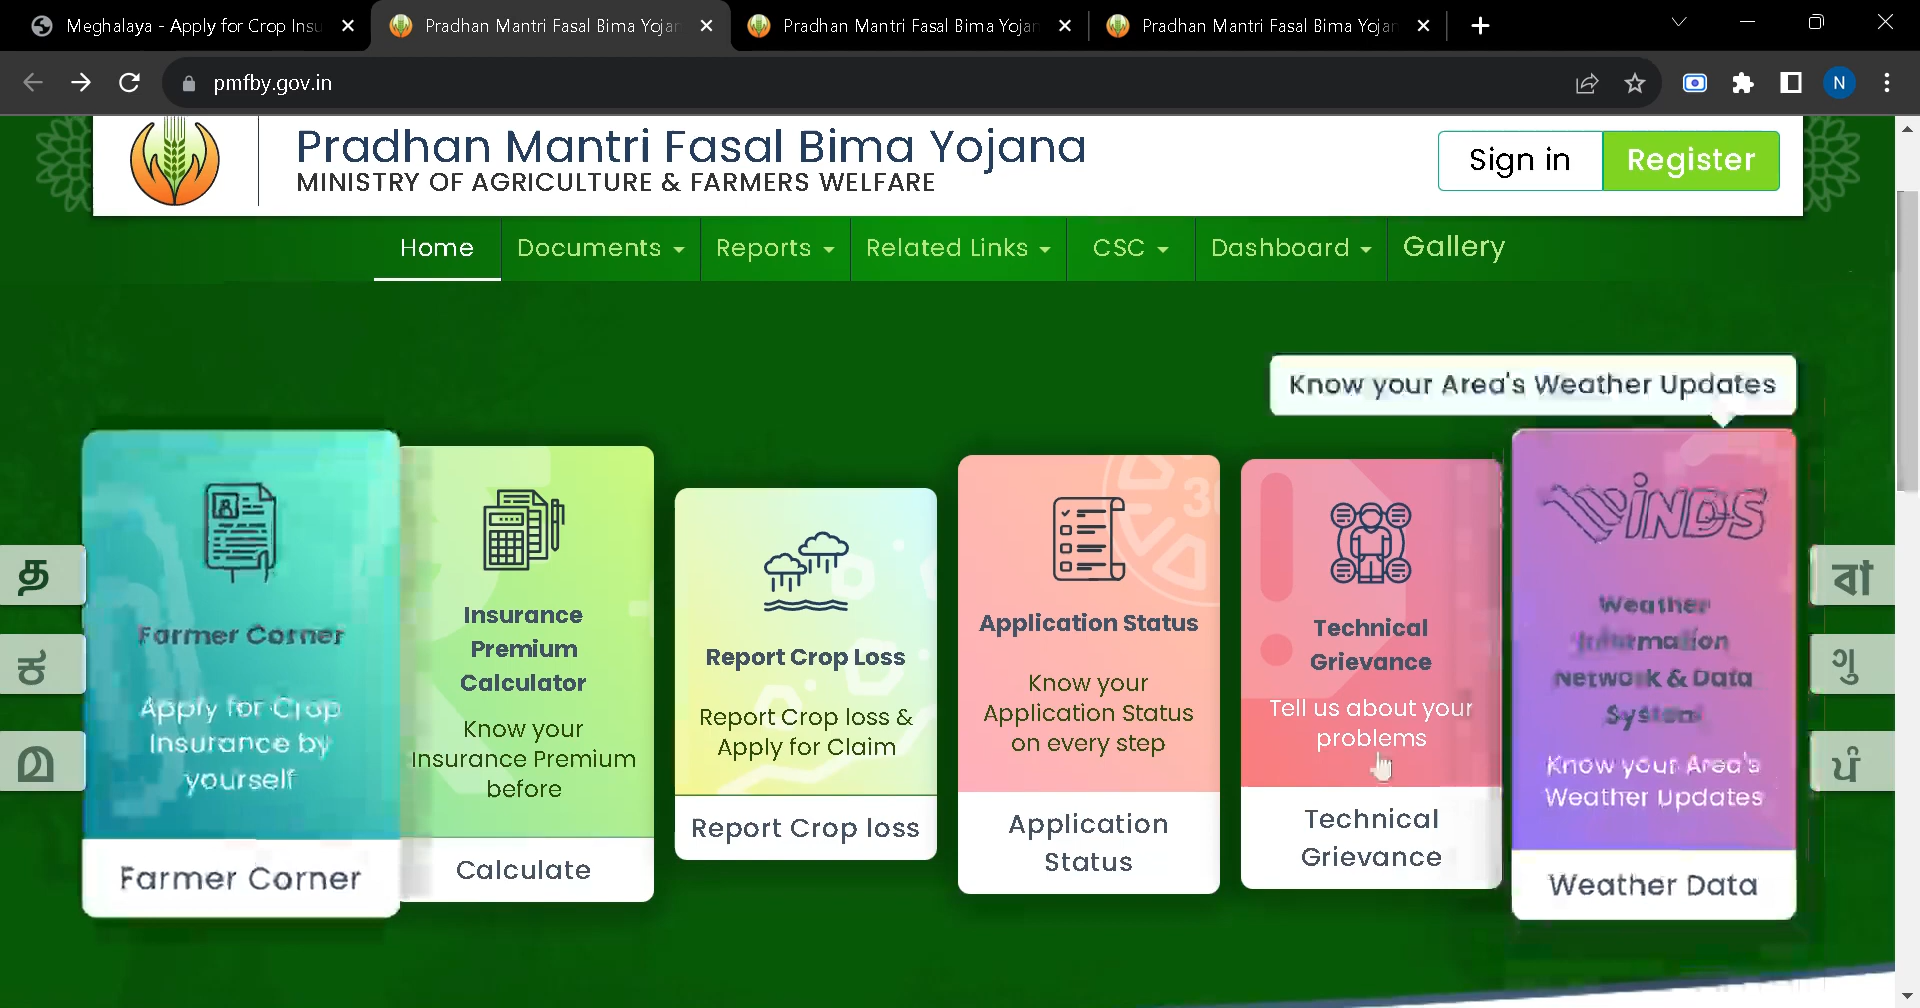 Meghalaya - Apply for Crop Insu
Pradhan Mantri Fasal Bima Yojan
Pradhan Mantri Fasal Bima Yojan
Pradhan Mantri Fasal Bima Yojan
pmfby.gov.in
N
Pradhan Mantri Fasal Bima Yojana
MINISTRY OF AGRICULTURE & FARMERS WELFARE
Sign in
Register
Home
Documents
Reports
Related Links
CSC
Dashboard
Gallery
Know your Area's Weather Updates
Farmer Corner
Apply for Crop
Insurance by
yourself
Farmer Corner
Insurance
Premium
Calculator
Know your
Insurance Premium
before
Calculate
Report Crop Loss
Report Crop loss &
Apply for Claim
Report Crop loss
Application Status
Know your
Application Status
on every step
Application
Status
Technical
Grievance
Tell us about your
problems
Technical
Grievance
WINDS
Weather
Information
Network & Data
System
Know your Area's
Weather Updates
Weather Data
த
ಕ
മ
বা
ગુ
ਪੰ